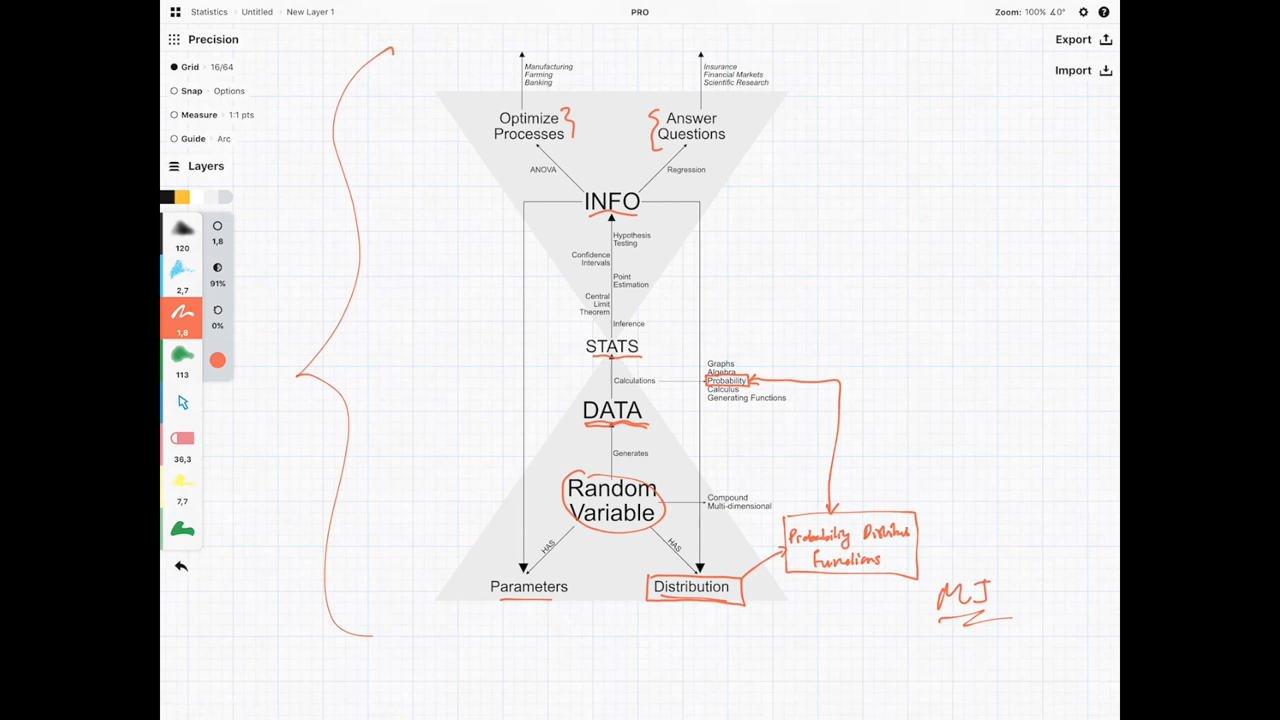 Statistics > Untitled > New Layer 1
PRO
Zoom: 100% ∠0°
Precision
Grid > 16/64
Snap > Options
Measure > 1:1 pts
Guide > Arc
Layers
120
2,7
1,8
113
36,3
7,7
1,8
91%
0%
Export
Import
Manufacturing
Farming
Banking
Insurance
Financial Markets
Scientific Research
Optimize
Processes
Answer
Questions
ANOVA
Regression
INFO
Hypothesis
Testing
Confidence
Intervals
Point
Estimation
Central
Limit
Theorem
Inference
STATS
Calculations
Graphs
Algebra
Probability
Calculus
Generating Functions
DATA
Generates
Random
Variable
Compound
Multi-dimensional
HAS
HAS
Parameters
Distribution
Probability
Functions
MJ